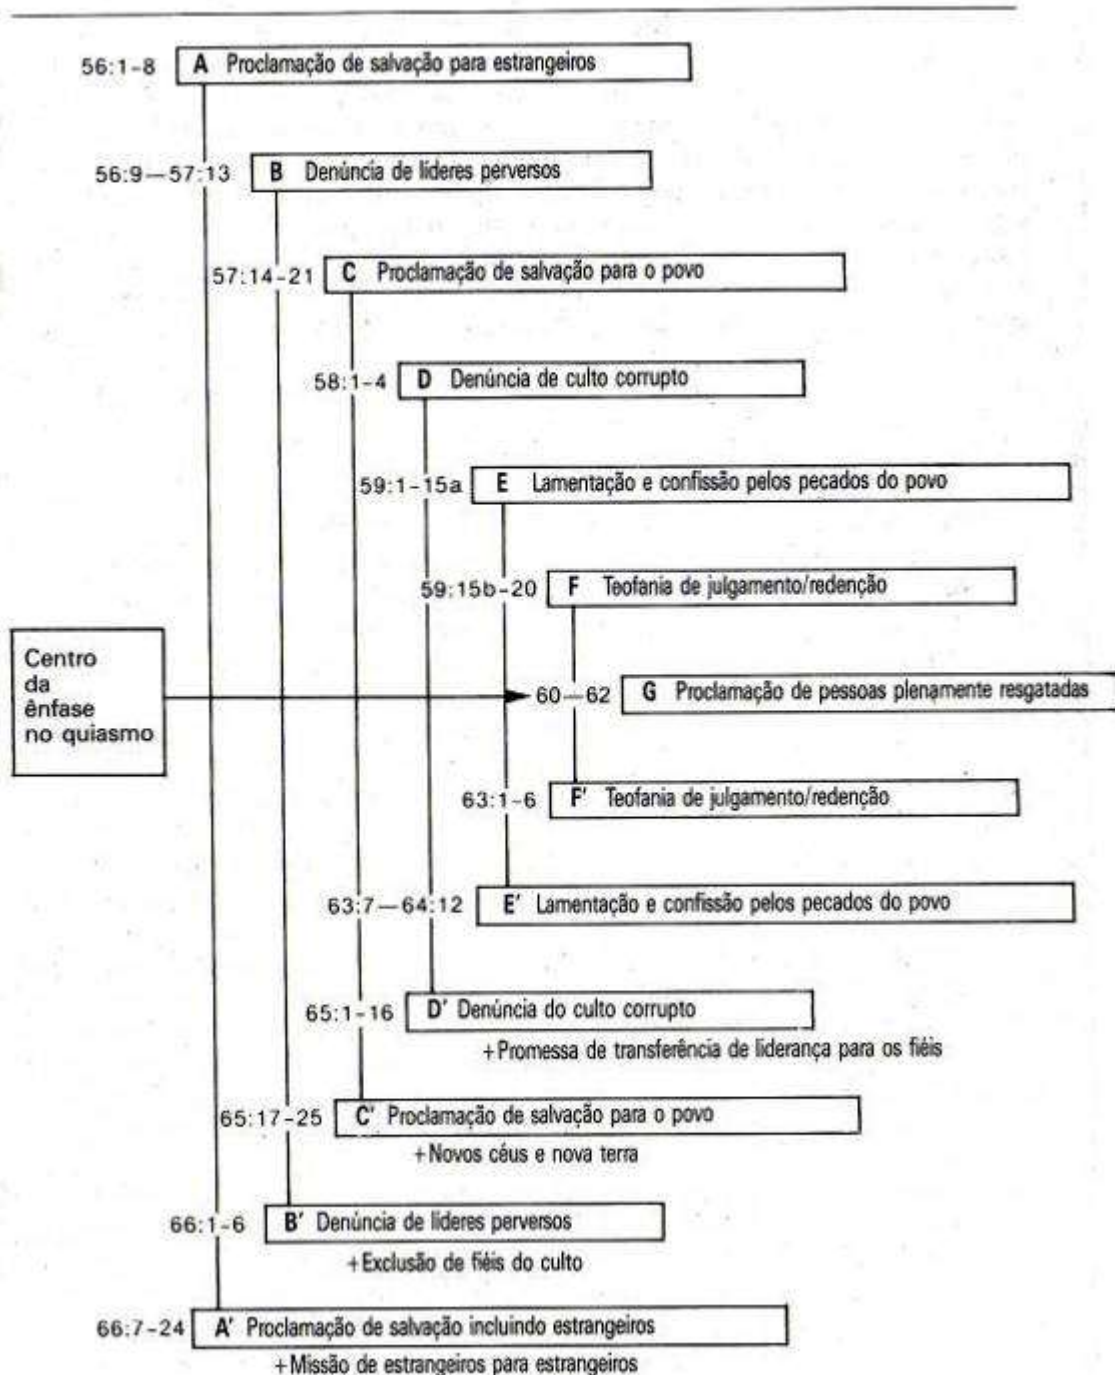 56:1-8 A Proclamação de salvação para estrangeiros
56:9—57:13 B Denúncia de líderes perversos
57:14-21 C Proclamação de salvação para o povo
58:1-4 D Denúncia de culto corrupto
59:1-15a E Lamentação e confissão pelos pecados do povo
59:15b-20 F Teofania de julgamento/redenção
Centro
da
ênfase
no quiasmo
60—62 G Proclamação de pessoas plenamente resgatadas
63:1-6 F' Teofania de julgamento/redenção
63:7—64:12 E' Lamentação e confissão pelos pecados do povo
65:1-16 D' Denúncia do culto corrupto
+Promessa de transferência de liderança para os fiéis
65:17-25 C' Proclamação de salvação para o povo
+Novos céus e nova terra
66:1-6 B' Denúncia de líderes perversos
+Exclusão de fiéis do culto
66:7-24 A' Proclamação de salvação incluindo estrangeiros
+Missão de estrangeiros para estrangeiros